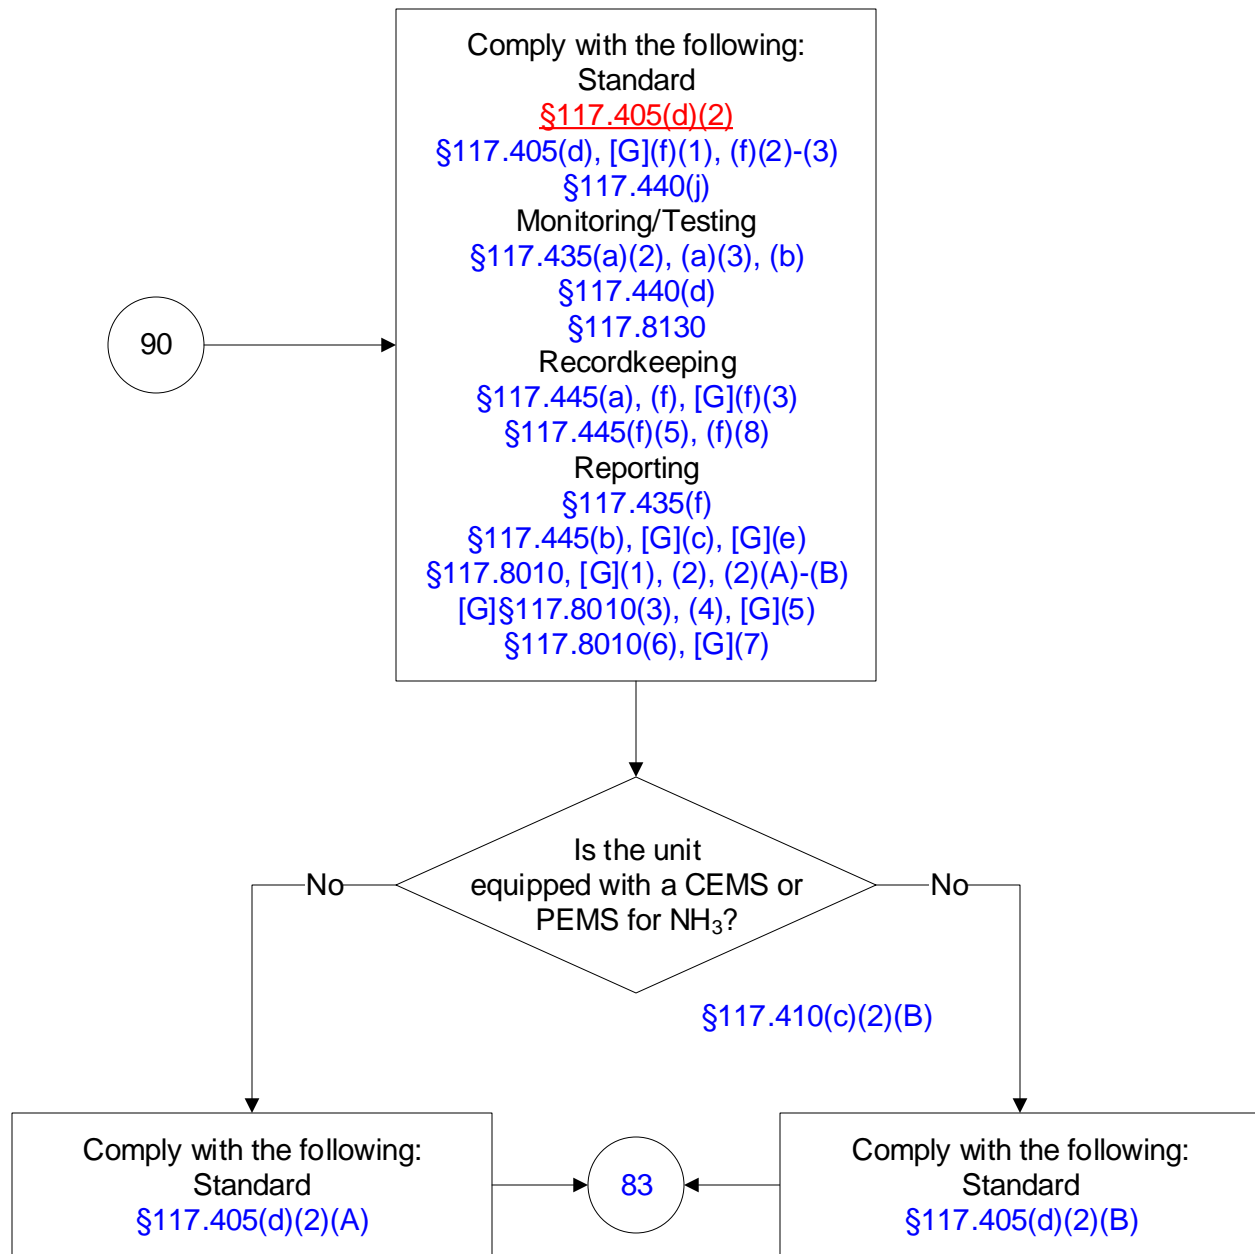 Comply with the following:
Standard
§117.405(d)(2)
§117.405(d), [G](f)(1), (f)(2)-(3)
§117.440(j)
Monitoring/Testing
§117.435(a)(2), (a)(3), (b)
§117.440(d)
§117.8130
Recordkeeping
§117.445(a), (f), [G](f)(3)
§117.445(f)(5), (f)(8)
Reporting
§117.435(f)
§117.445(b), [G](c), [G](e)
§117.8010, [G](1), (2), (2)(A)-(B)
[G]§117.8010(3), (4), [G](5)
§117.8010(6), [G](7)
90
Is the unit
equipped with a CEMS or
PEMS for NH₃?
No
No
§117.410(c)(2)(B)
Comply with the following:
Standard
§117.405(d)(2)(A)
83
Comply with the following:
Standard
§117.405(d)(2)(B)